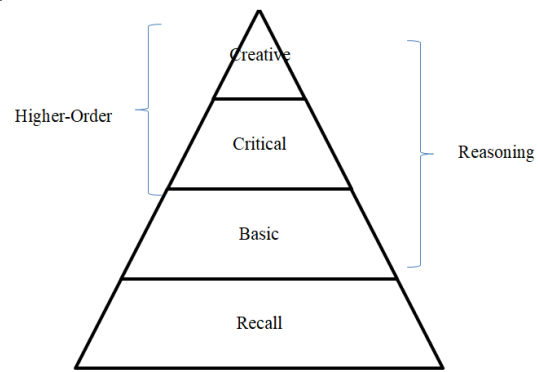 Creative
Higher-Order
Critical
Reasoning
Basic
Recall